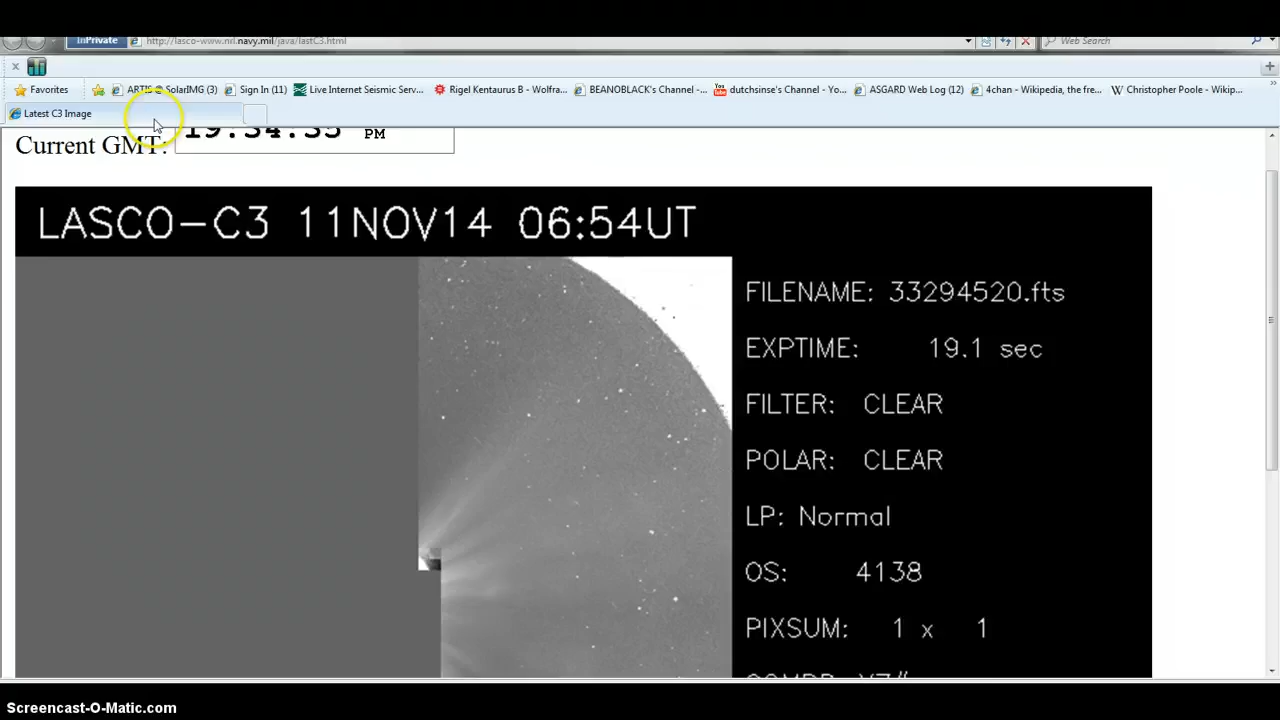 InPrivate http://lasco-www.nrl.navy.mil/java/lastC3.html Web Search
Favorites ARTIS @ SolarIMG (3) Sign In (11) Live Internet Seismic Serv... Rigel Kentaurus B - Wolfra... BEANOBLACK's Channel -... dutchsinse's Channel - Yo... ASGARD Web Log (12) 4chan - Wikipedia, the fre... Christopher Poole - Wikip...
Latest C3 Image
Current GMT: 19:34:35 PM
LASCO-C3 11NOV14 06:54UT
FILENAME: 33294520.fts
EXPTIME: 19.1 sec
FILTER: CLEAR
POLAR: CLEAR
LP: Normal
OS: 4138
PIXSUM: 1 x 1
Screencast-O-Matic.com